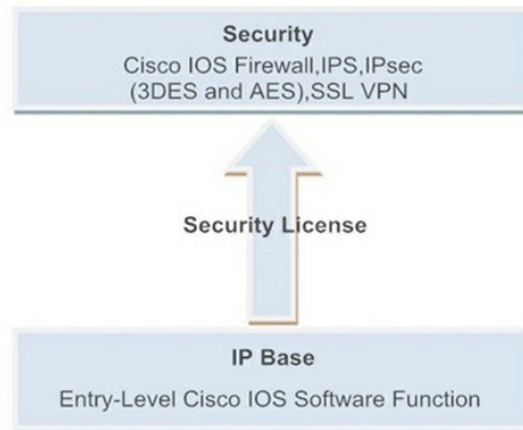 Security
Cisco IOS Firewall,IPS,IPsec
(3DES and AES),SSL VPN
Security License
IP Base
Entry-Level Cisco IOS Software Function